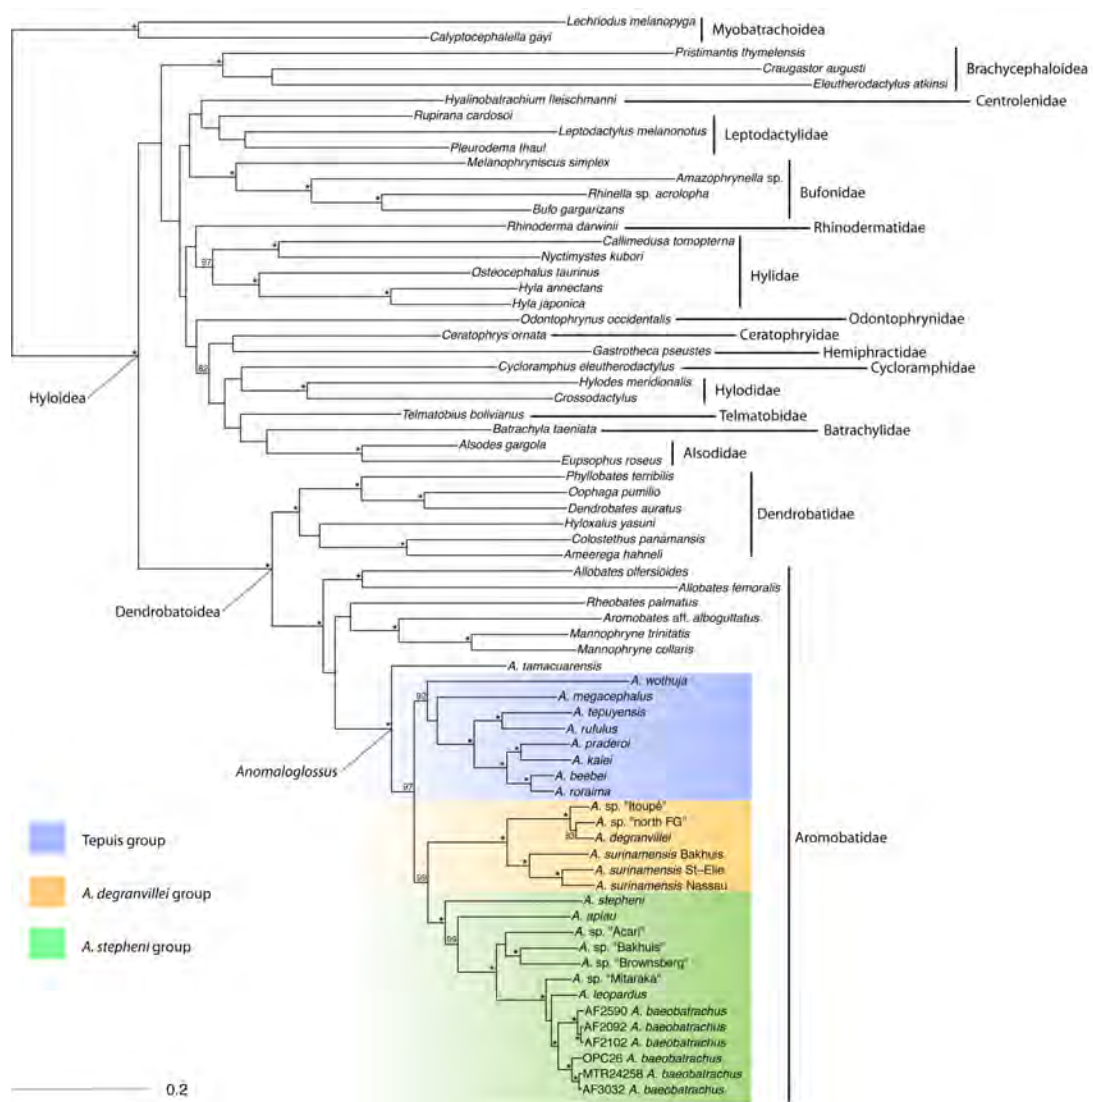 Lechriodus melanopyga
Calyptocephalella gayi
Myobatrachoidea
Pristimantis thymelensis
Craugastor augusti
Eleutherodactylus atkinsi
Brachycephaloidea
Hyalinobatrachium fleischmanni
Centrolenidae
Rupirana cardosoi
Leptodactylus melanonotus
Pleurodema thaul
Leptodactylidae
Melanophryniscus simplex
Amazophrynella sp.
Rhinella sp. acrolopha
Bufo gargarizans
Bufonidae
Rhinoderma darwinii
Rhinodermatidae
Callimedusa tomopterna
97
Nyctimystes kubori
Osteocephalus taurinus
Hyla annectans
Hyla japonica
Hylidae
Odontophrynus occidentalis
Odontophrynidae
Ceratophrys ornata
Ceratophryidae
Gastrotheca pseustes
Hemiphractidae
82
Cycloramphus eleutherodactylus
Cycloramphidae
Hylodes meridionalis
Crossodactylus
Hylodidae
Hyloidea
Telmatobius bolivianus
Telmatobidae
Batrachyla taeniata
Batrachylidae
Alsodes gargola
Eupsophus roseus
Alsodidae
Phyllobates terribilis
Oophaga pumilio
Dendrobates auratus
Hyloxalus yasuni
Colostethus panamansis
Ameerega hahneli
Dendrobatidae
Allobates olfersioides
Allobates femoralis
Dendrobatoidea
Rheobates palmatus
Aromobates aff. alboguttatus
Mannophryne trinitatis
Mannophryne collaris
A. tamacuarensis
A. wothuja
92
A. megacephalus
A. tepuyensis
A. rufulus
A. praderoi
A. kaiei
Anomaloglossus
A. beebei
97
A. roraima
A. sp. "Itoupé"
A. sp. "north FG"
93
A. degranvillei
Aromobatidae
A. surinamensis Bakhuis
A. surinamensis St-Elie
99
A. surinamensis Nassau
A. stepheni
A. apiau
A. sp. "Acari"
99
A. sp. "Bakhuis"
A. sp. "Brownsberg"
A. sp. "Mitaraka"
A. leopardus
AF2590 A. baeobatrachus
AF2092 A. baeobatrachus
AF2102 A. baeobatrachus
OPC26 A. baeobatrachus
MTR24258 A. baeobatrachus
AF3032 A. baeobatrachus
Tepuis group
A. degranvillei group
A. stepheni group
0.2